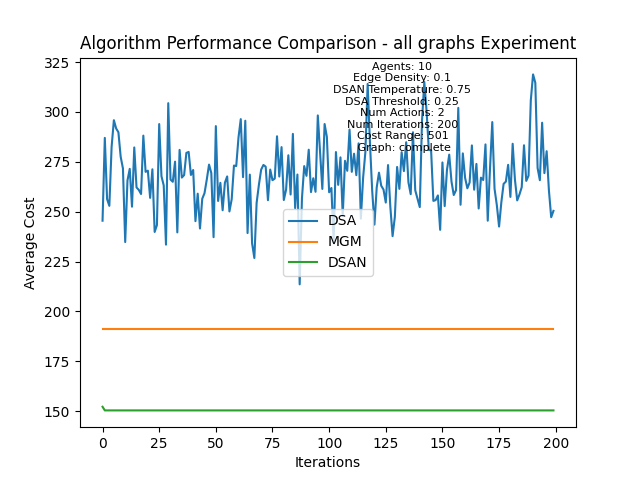 Algorithm Performance Comparison - all graphs Experiment
Agents: 10
Edge Density: 0.1
DSAN Temperature: 0.75
DSA Threshold: 0.25
Num Actions: 2
Num Iterations: 200
Cost Range: 501
Graph: complete
325
300
275
250
225
200
175
150
Average Cost
DSA
MGM
DSAN
0
25
50
75
100
125
150
175
200
Iterations